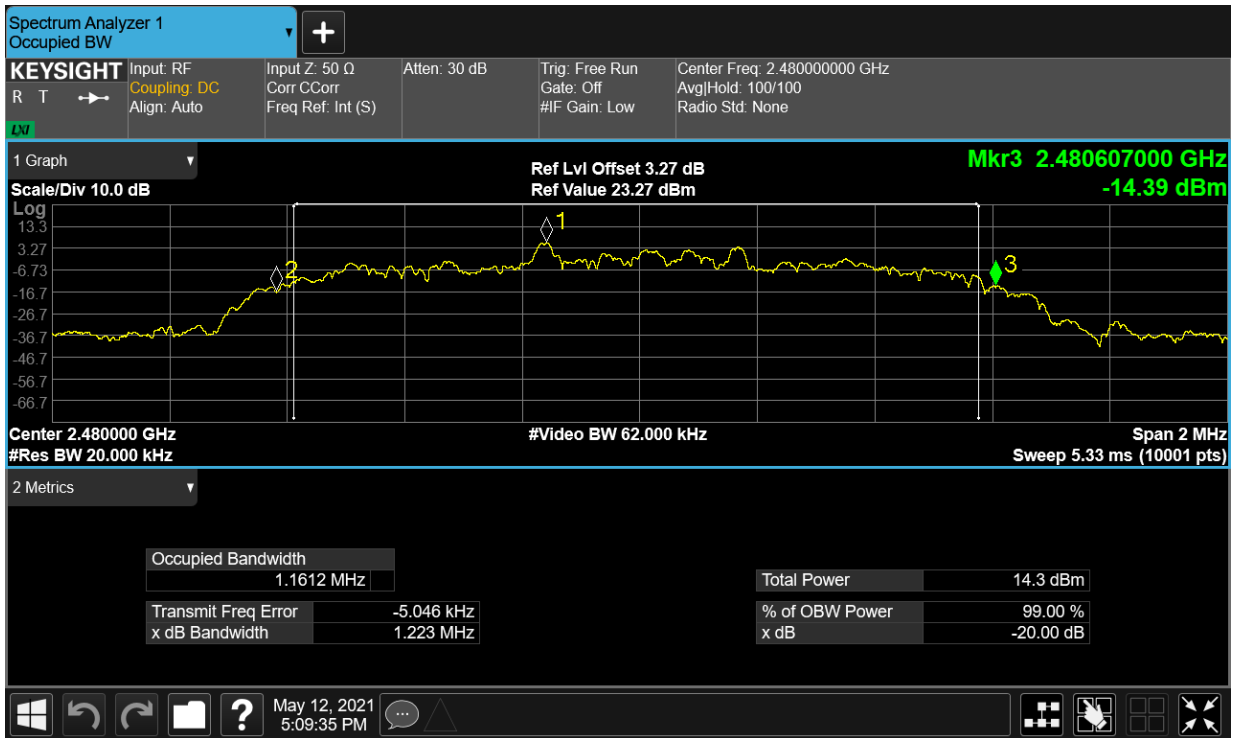 Spectrum Analyzer 1
Occupied BW
KEYSIGHT
R T
LXI
Input: RF
Coupling: DC
Align: Auto
Input Z: 50 Ω
Corr CCorr
Freq Ref: Int (S)
Atten: 30 dB
Trig: Free Run
Gate: Off
#IF Gain: Low
Center Freq: 2.480000000 GHz
Avg|Hold: 100/100
Radio Std: None
1 Graph
Scale/Div 10.0 dB
Ref Lvl Offset 3.27 dB
Ref Value 23.27 dBm
Mkr3 2.480607000 GHz
-14.39 dBm
Log
13.3
3.27
-6.73
-16.7
-26.7
-36.7
-46.7
-56.7
-66.7
1
2
3
Center 2.480000 GHz
#Video BW 62.000 kHz
Span 2 MHz
#Res BW 20.000 kHz
Sweep 5.33 ms (10001 pts)
2 Metrics
Occupied Bandwidth
1.1612 MHz
Transmit Freq Error -5.046 kHz
x dB Bandwidth 1.223 MHz
Total Power 14.3 dBm
% of OBW Power 99.00 %
x dB -20.00 dB
?
May 12, 2021
5:09:35 PM